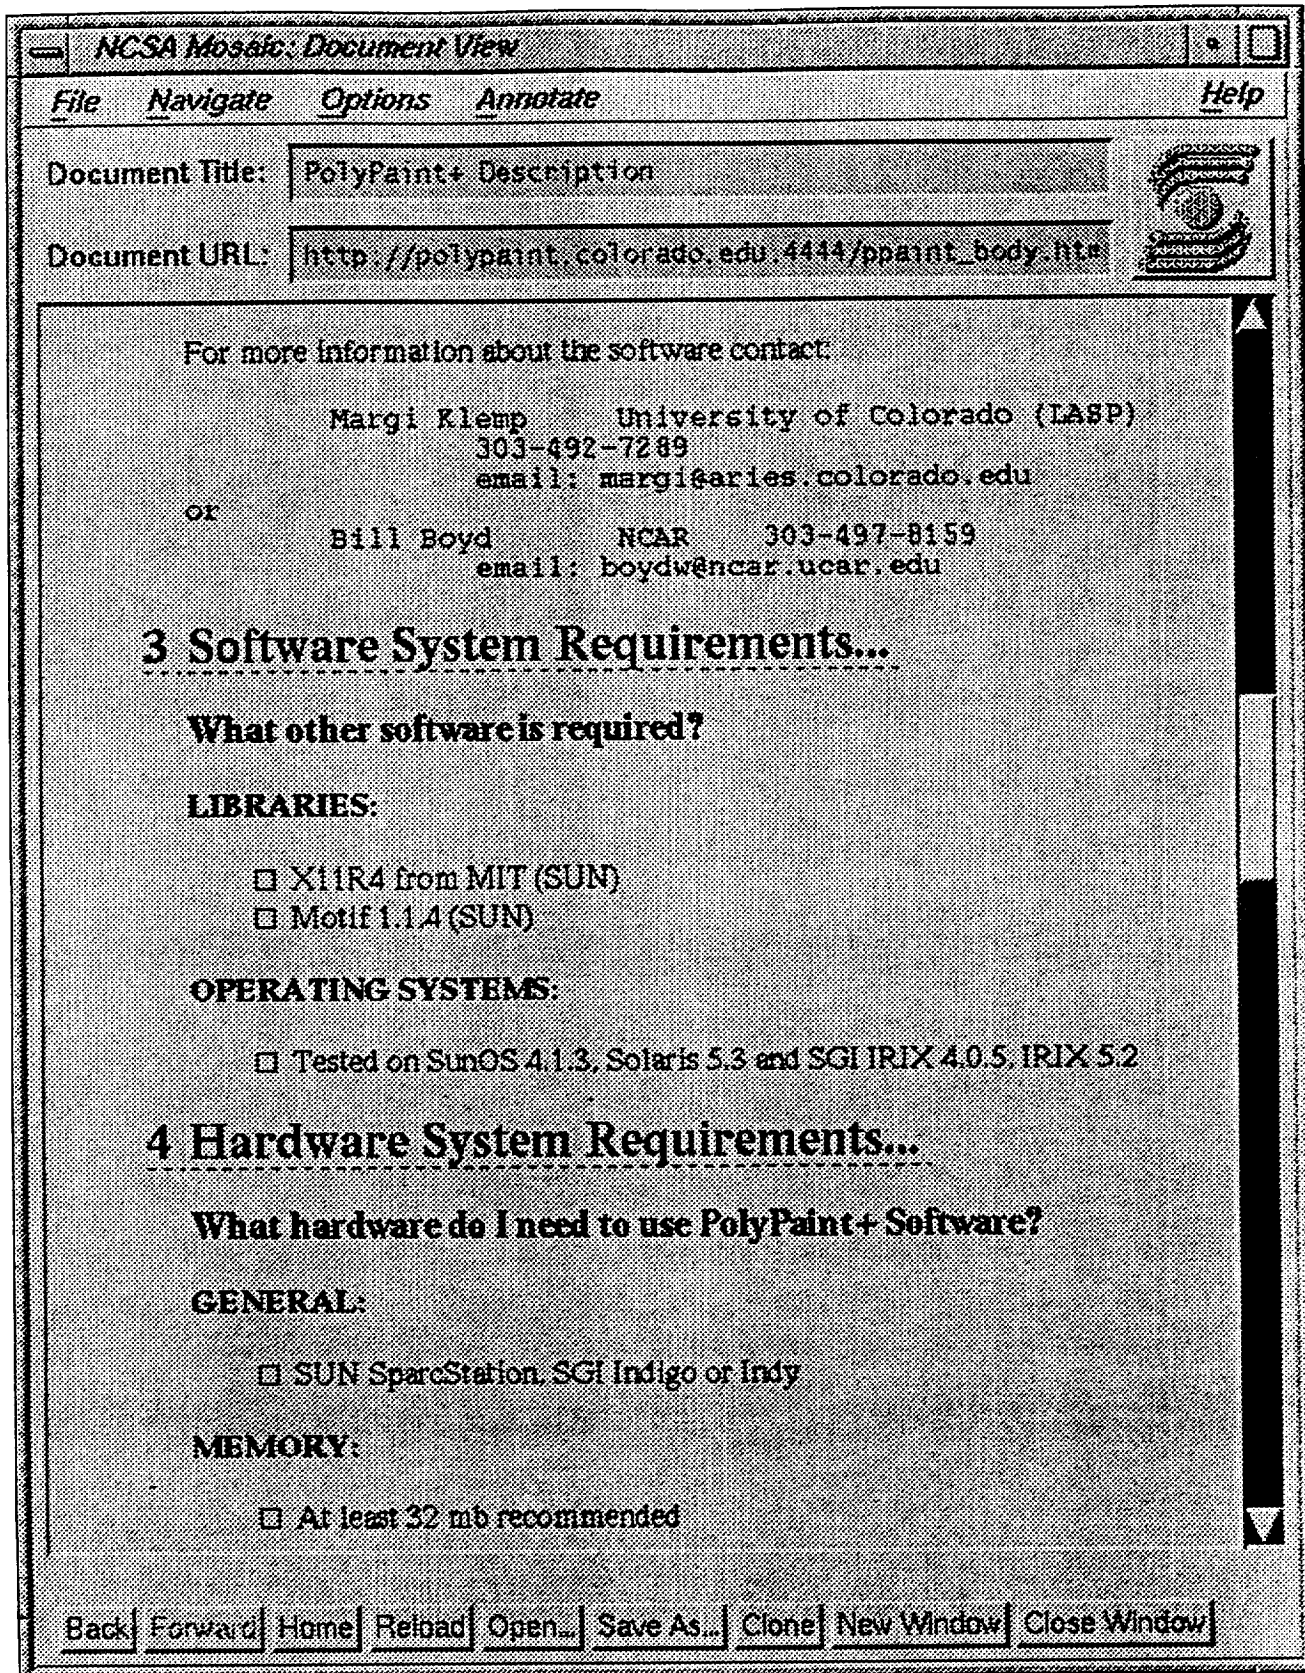 NCSA Mosaic: Document View
File Navigate Options Annotate Help
Document Title: PolyPaint+ Description
Document URL: http://polypaint.colorado.edu:4444/ppaint_body.htm
For more information about the software contact:
Margi Klemp University of Colorado (LASP)
303-492-7289
email: margi@aries.colorado.edu
or
Bill Boyd NCAR 303-497-8159
email: boydw@ncar.ucar.edu
3 Software System Requirements...
What other software is required?
LIBRARIES:
X11R4 from MIT (SUN)
Motif 1.1.4 (SUN)
OPERATING SYSTEMS:
Tested on SunOS 4.1.3, Solaris 5.3 and SGI IRIX 4.0.5, IRIX 5.2
4 Hardware System Requirements...
What hardware do I need to use PolyPaint+ Software?
GENERAL:
SUN SparcStation, SGI Indigo or Indy
MEMORY:
At least 32 mb recommended
Back Forward Home Reload Open... Save As... Clone New Window Close Window